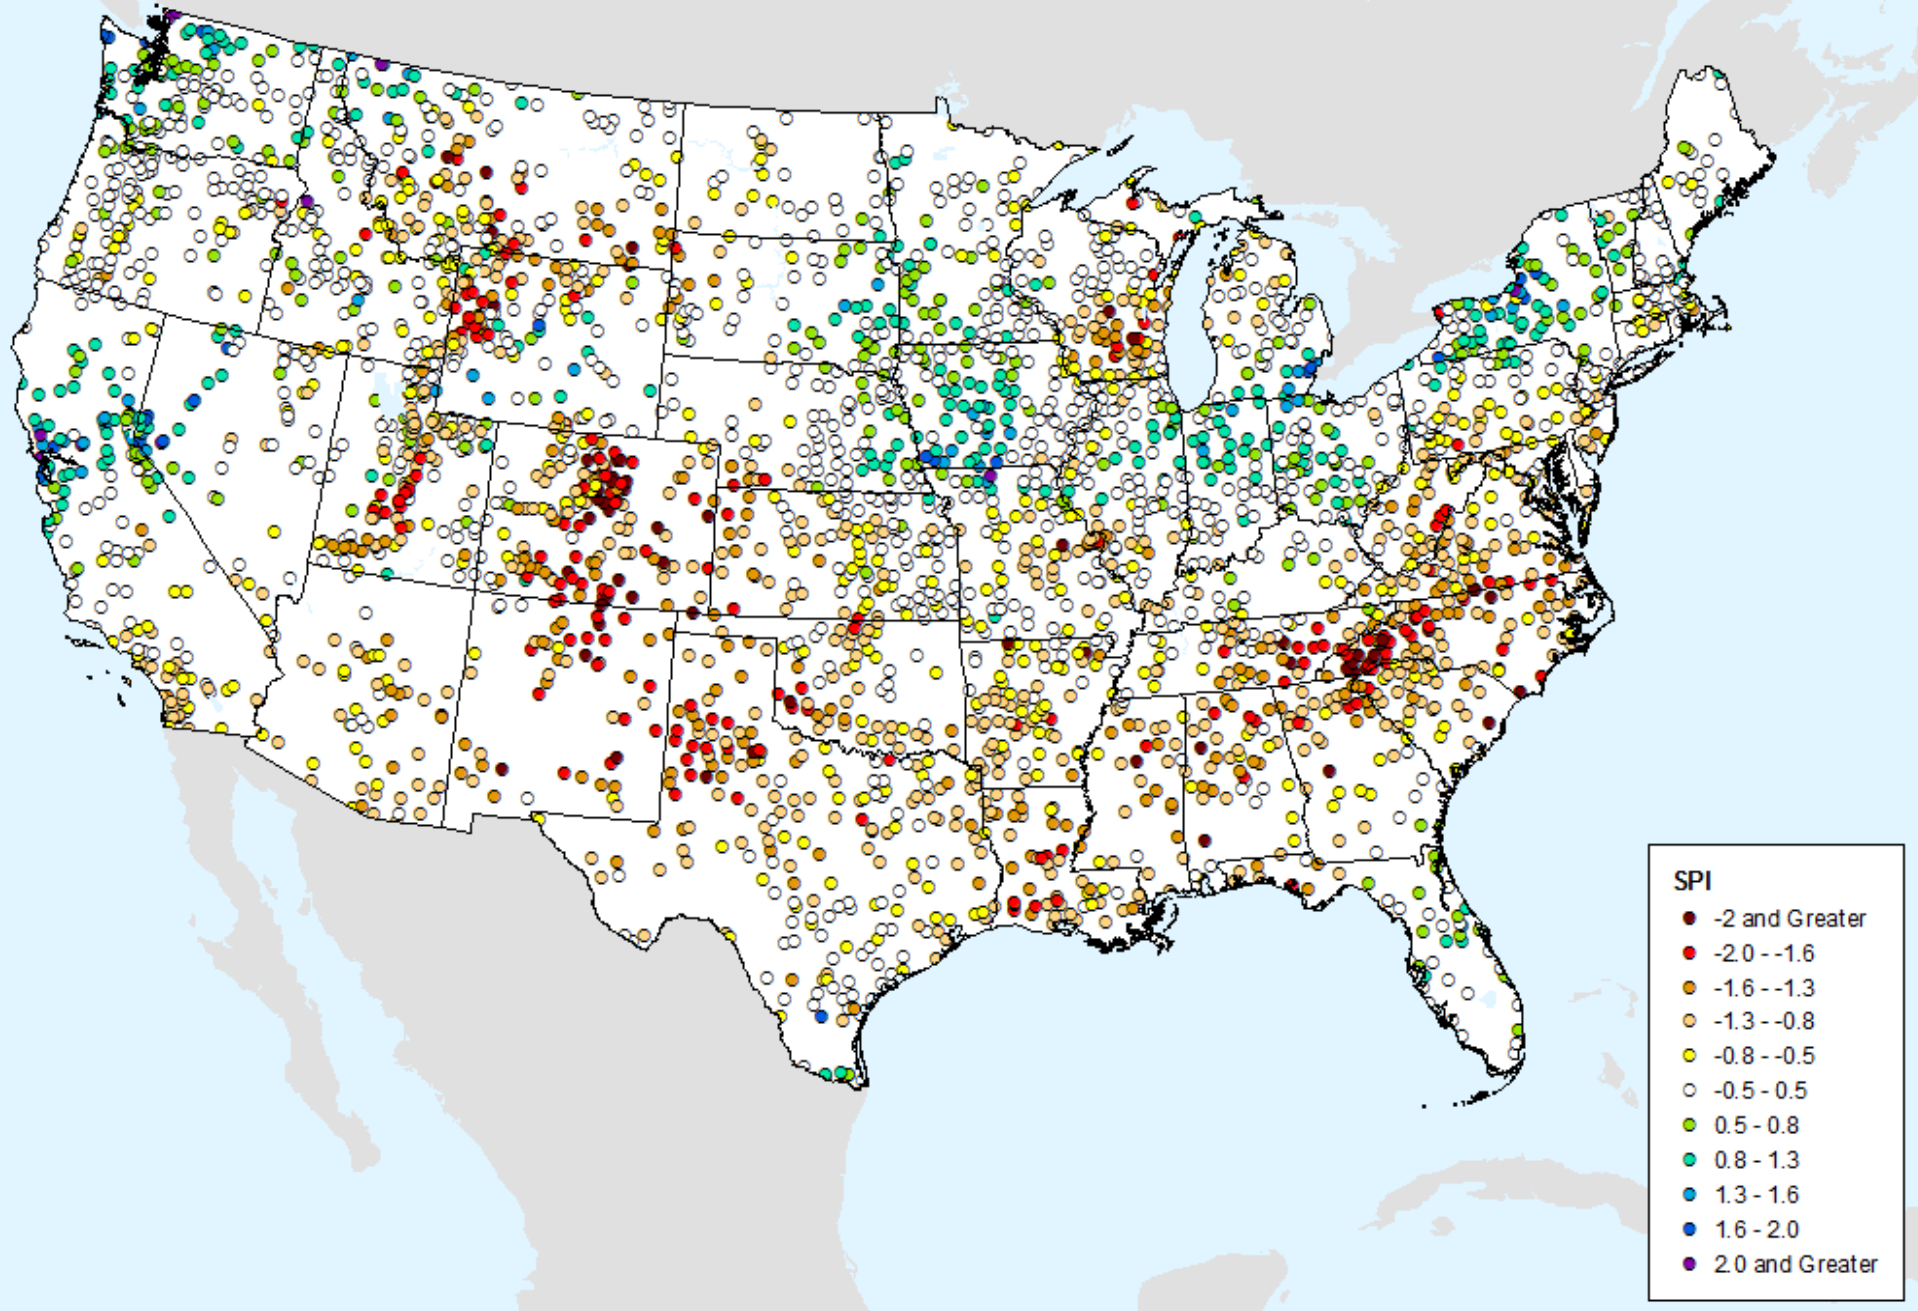 SPI
-2 and Greater
-2.0 - -1.6
-1.6 - -1.3
-1.3 - -0.8
-0.8 - -0.5
-0.5 - 0.5
0.5 - 0.8
0.8 - 1.3
1.3 - 1.6
1.6 - 2.0
2.0 and Greater